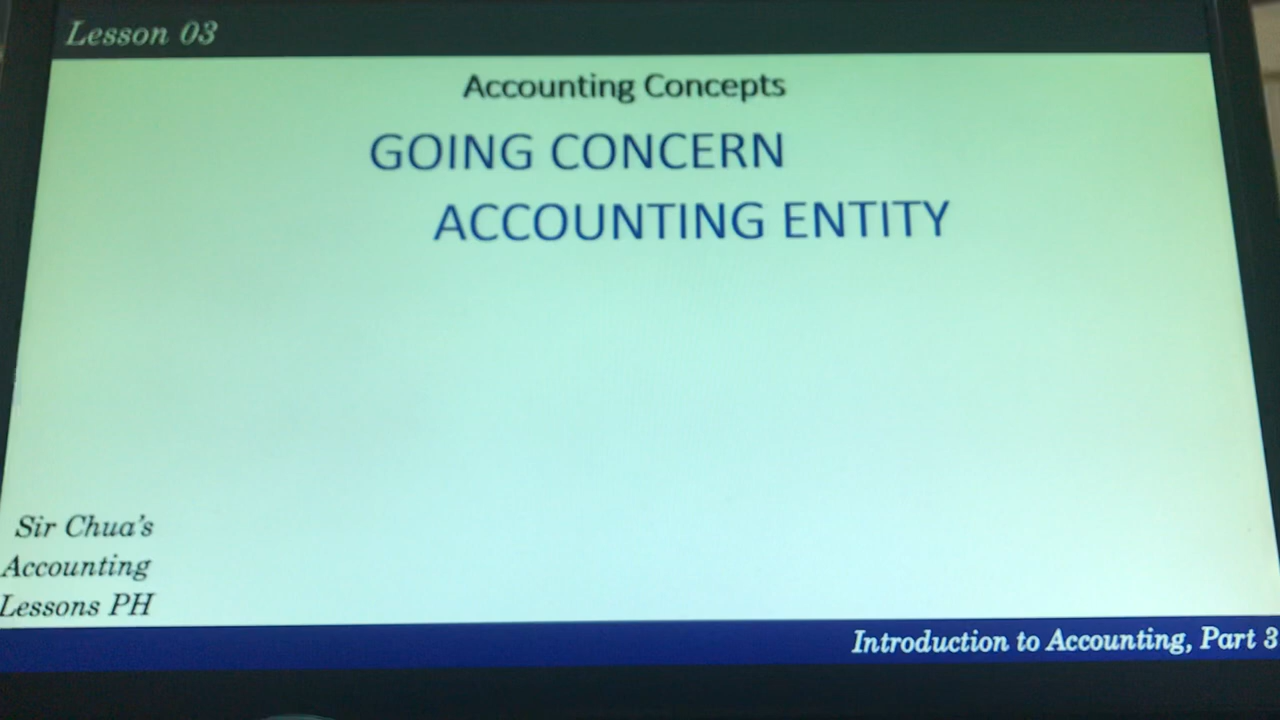 Lesson 03
Accounting Concepts
GOING CONCERN
ACCOUNTING ENTITY
Sir Chua's
Accounting
Lessons PH
Introduction to Accounting, Part 3